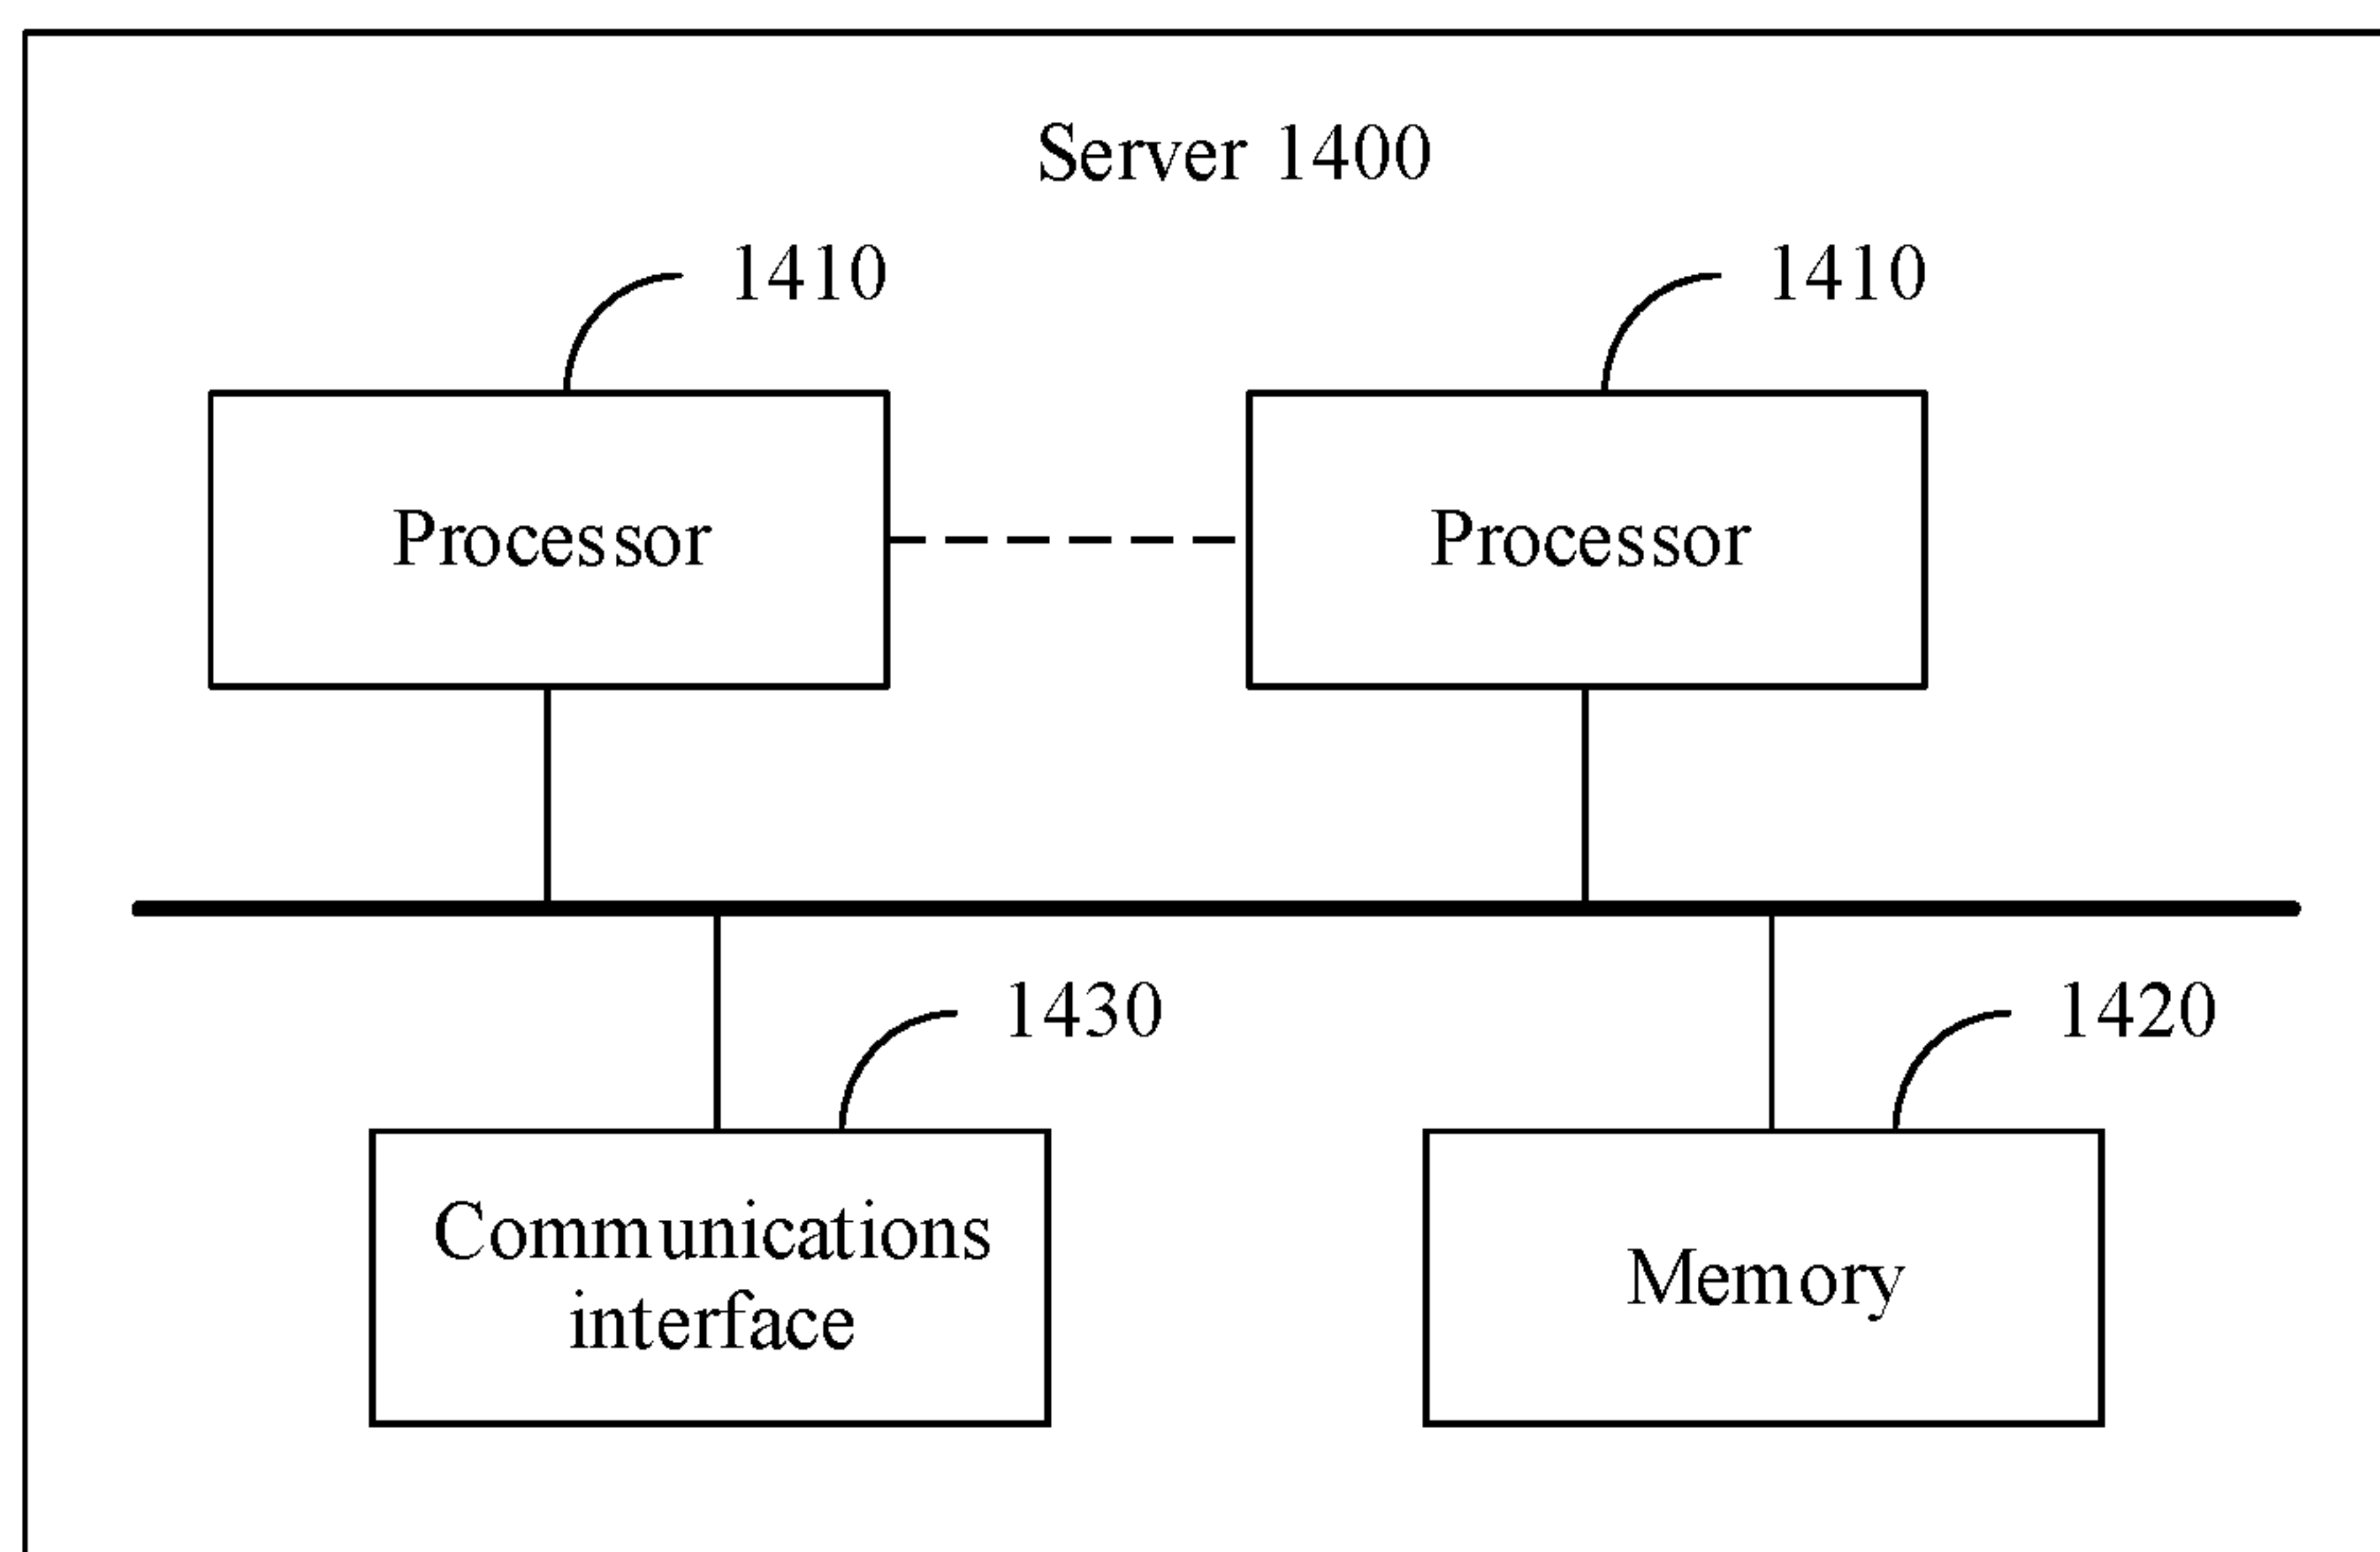 Server 1400
1410
1410
Processor
Processor
1430
1420
Communications
interface
Memory